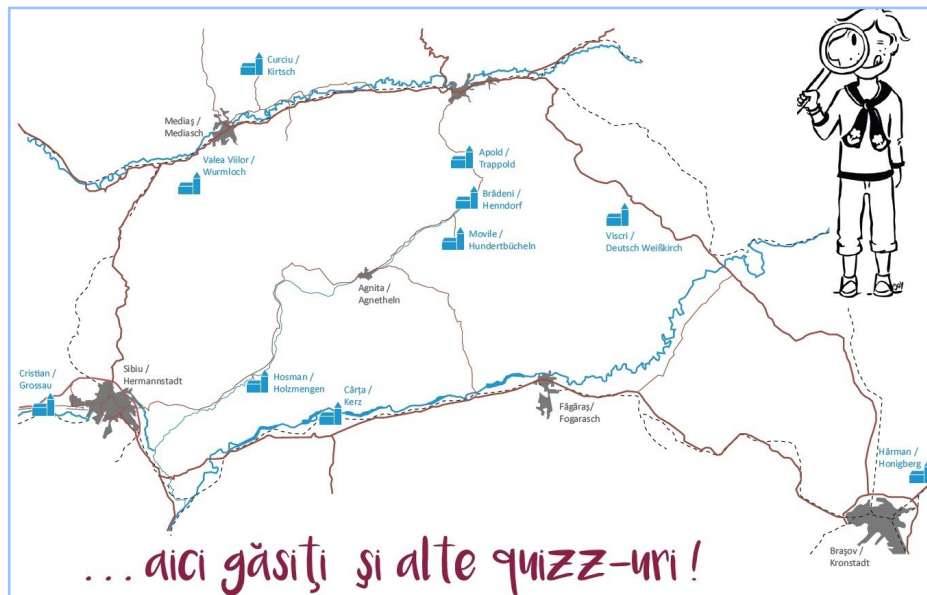 Curciu /
Kirtsch
Mediaş /
Mediasch
Valea Viilor /
Wurmloch
Apold /
Trappold
Brădeni /
Henndorf
Movile /
Hundertbücheln
Viscri /
Deutsch Weißkirch
Agnita /
Agnetheln
Cristian /
Grossau
Sibiu /
Hermannstadt
Hosman /
Holzmengen
Cârța /
Kerz
Făgăraş/
Fogarasch
Hărman /
Honigberg
Braşov /
Kronstadt
...aici găsiţi şi alte quizz-uri!